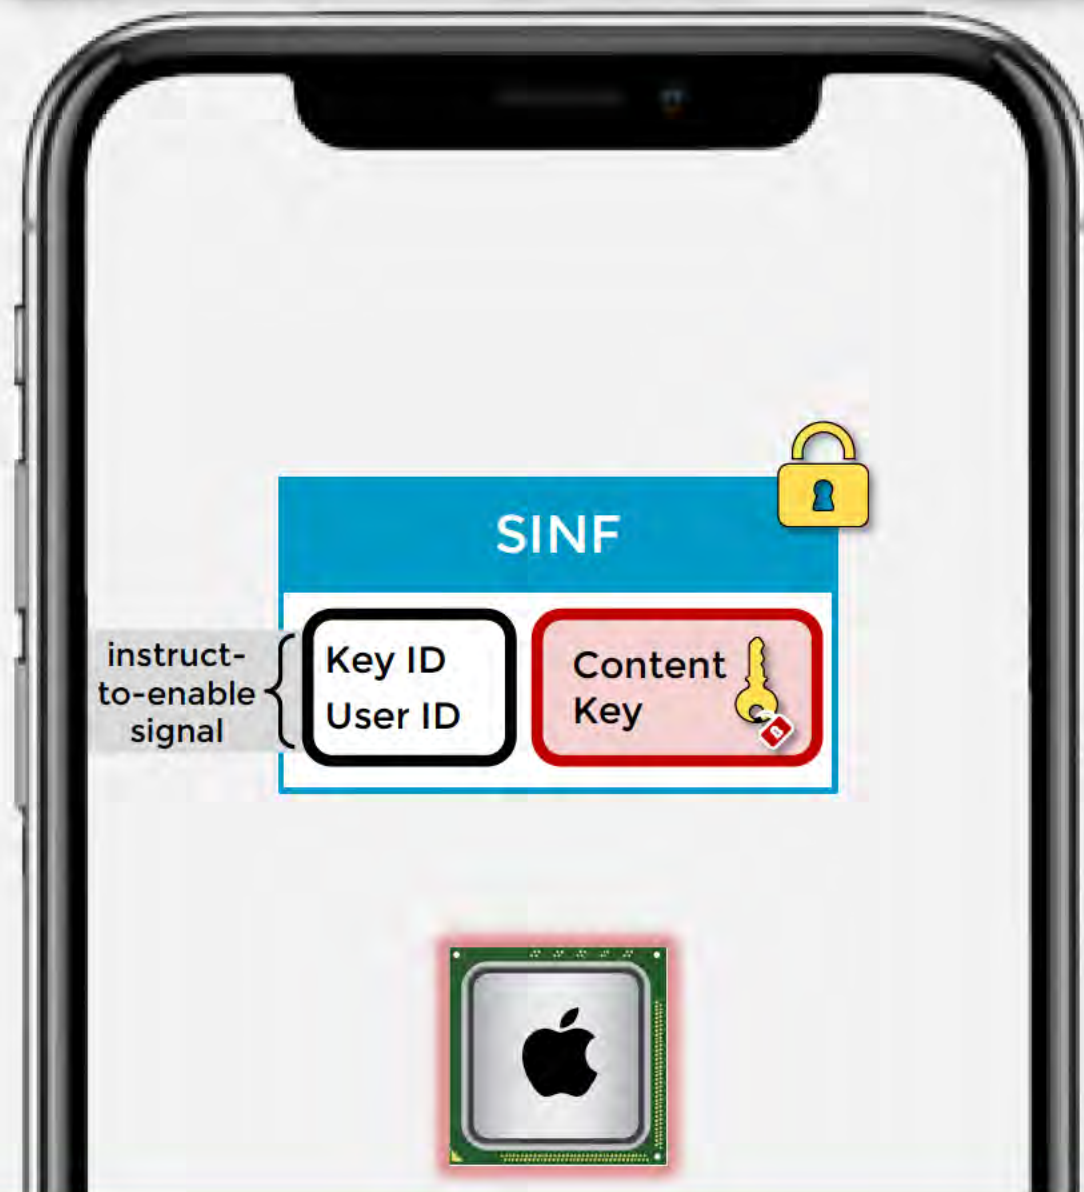 SINF
instruct-
to-enable
signal
Key ID
User ID
Content
Key